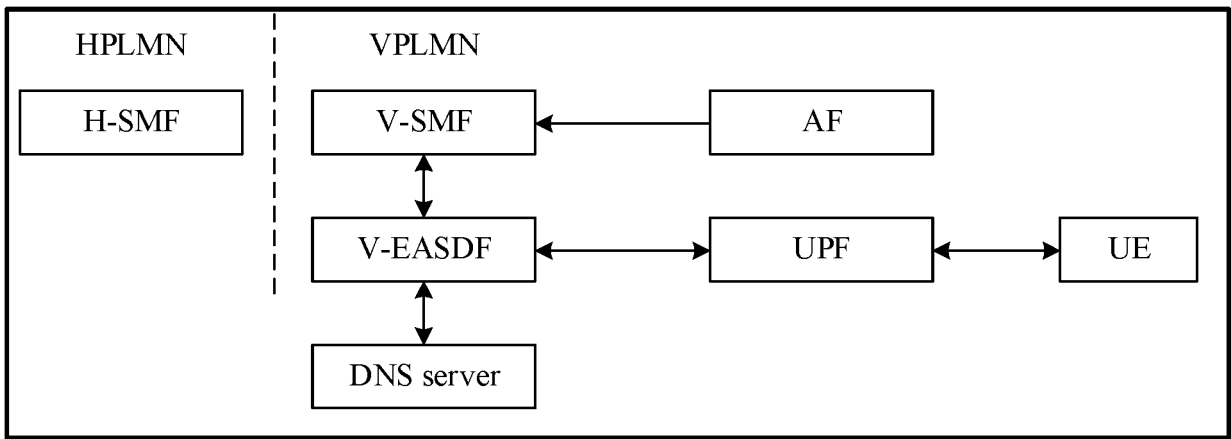 HPLMN
VPLMN
H-SMF
V-SMF
AF
V-EASDF
UPF
UE
DNS server